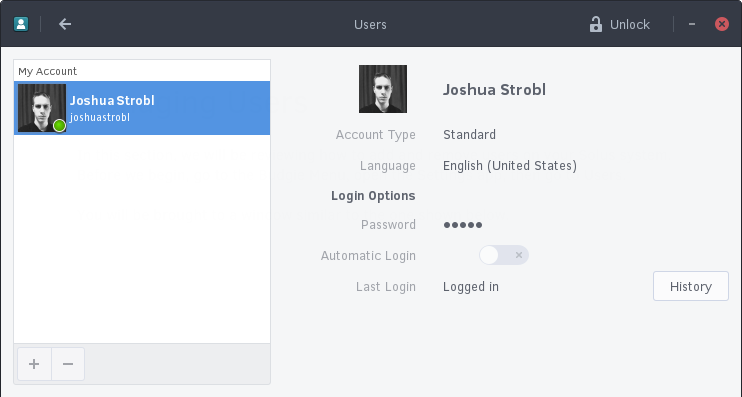 Users
Unlock
My Account
Joshua Strobl
joshuastrobl
Joshua Strobl
Account Type Standard
Language English (United States)
Login Options
Password •••••
Automatic Login
Last Login Logged in History